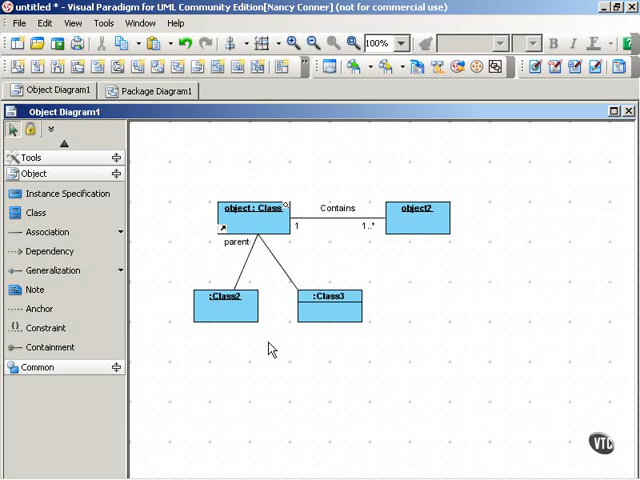 untitled * - Visual Paradigm for UML Community Edition[Nancy Conner] (not for commercial use)
File Edit View Tools Window Help
100%
B I
Object Diagram1 Package Diagram1
Object Diagram1
Tools
Object
Instance Specification
Class
Association
Dependency
Generalization
Note
Anchor
Constraint
Containment
Common
object : Class
Contains
object2
1
1..*
parent
:Class2
:Class3
VTC